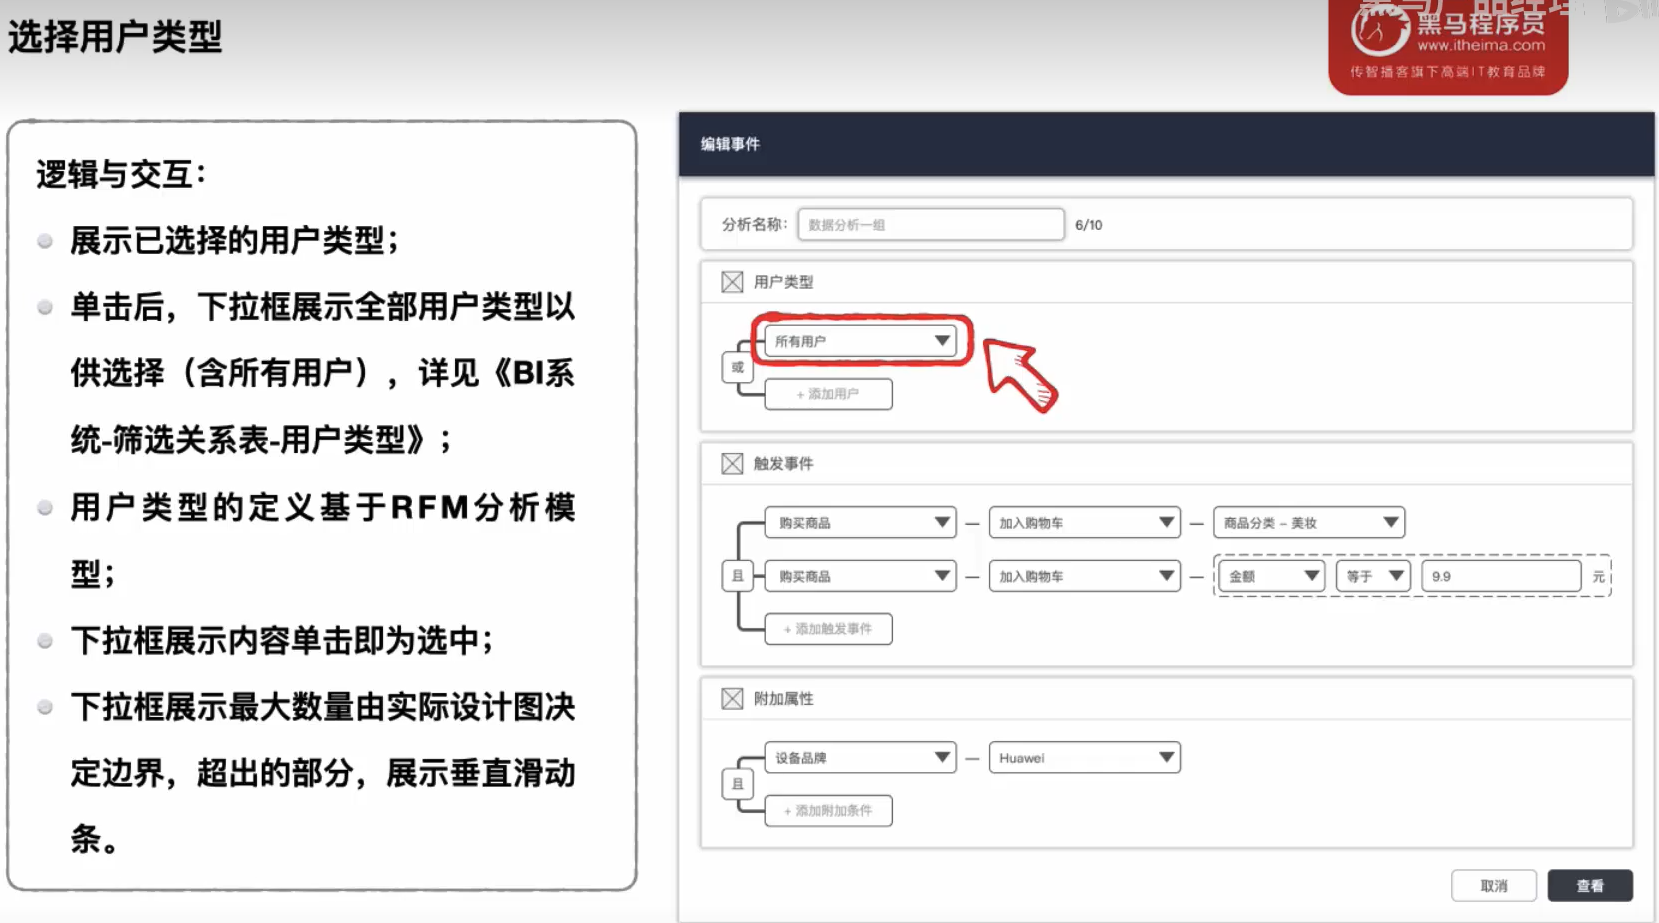 选择用户类型
黑马程序员
www.itheima.com
传智播客旗下高端IT教育品牌
逻辑与交互：
展示已选择的用户类型；
单击后，下拉框展示全部用户类型以
供选择（含所有用户），详见《BI系
统-筛选关系表-用户类型》；
用户类型的定义基于RFM分析模
型；
下拉框展示内容单击即为选中；
下拉框展示最大数量由实际设计图决
定边界，超出的部分，展示垂直滑动
条。
编辑事件
分析名称： 数据分析一组 6/10
用户类型
所有用户
或
+ 添加用户
触发事件
购买商品 — 加入购物车 — 商品分类 – 美妆
且 购买商品 — 加入购物车 — 金额 等于 9.9 元
+ 添加触发事件
附加属性
设备品牌 — Huawei
且
+ 添加附加条件
取消 查看